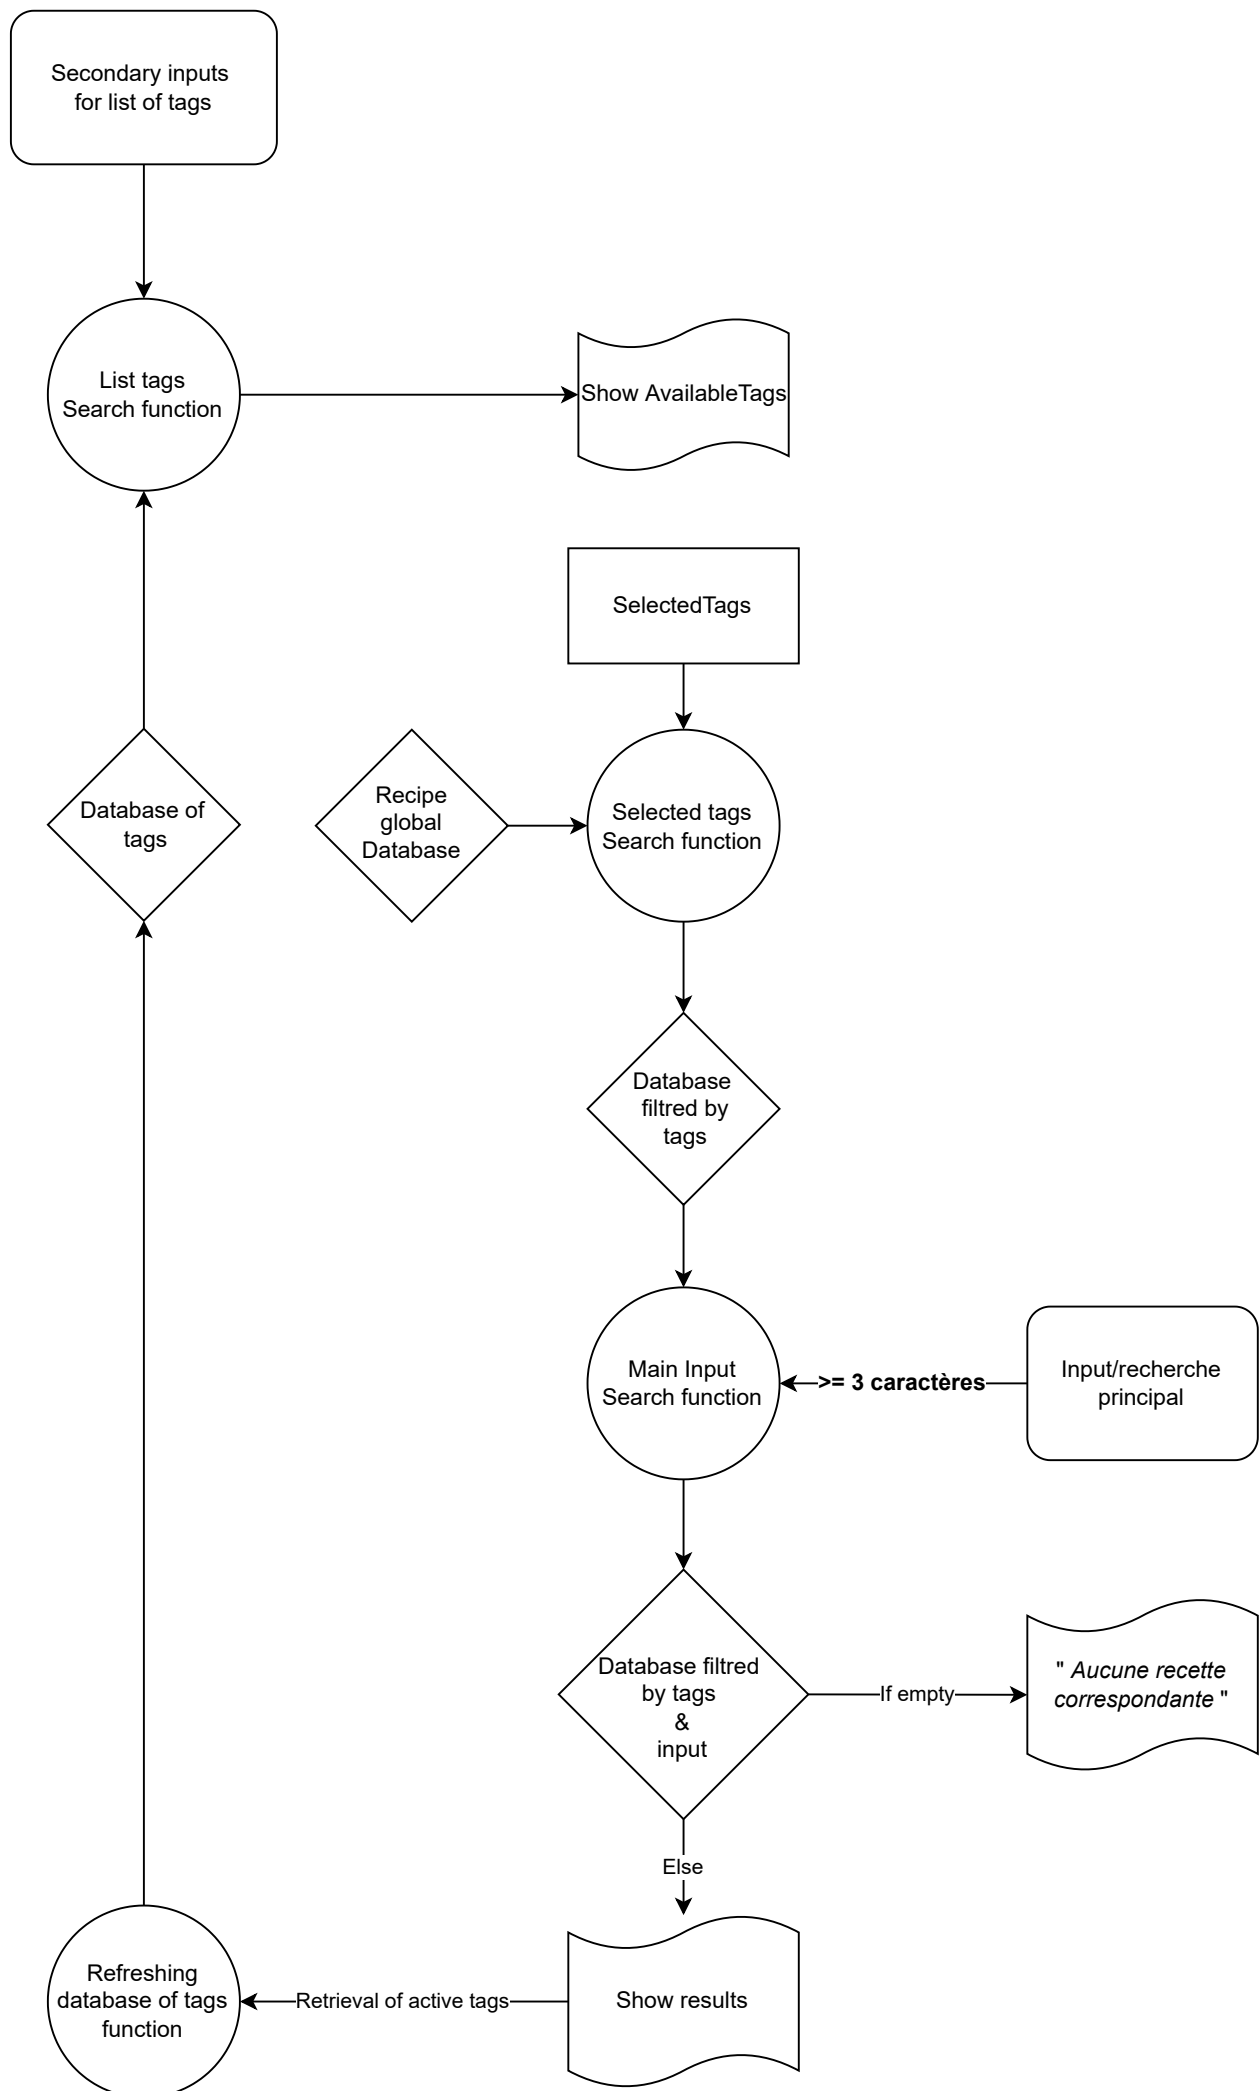 Secondary inputs
for list of tags
List tags
Search function
Show AvailableTags
SelectedTags
Database of
tags
Recipe
global
Database
Selected tags
Search function
Database
filtred by
tags
Main Input
Search function
>= 3 caractères
Input/recherche
principal
Database filtred
by tags
&
input
If empty
" Aucune recette
correspondante "
Else
Refreshing
database of tags
function
Retrieval of active tags
Show results